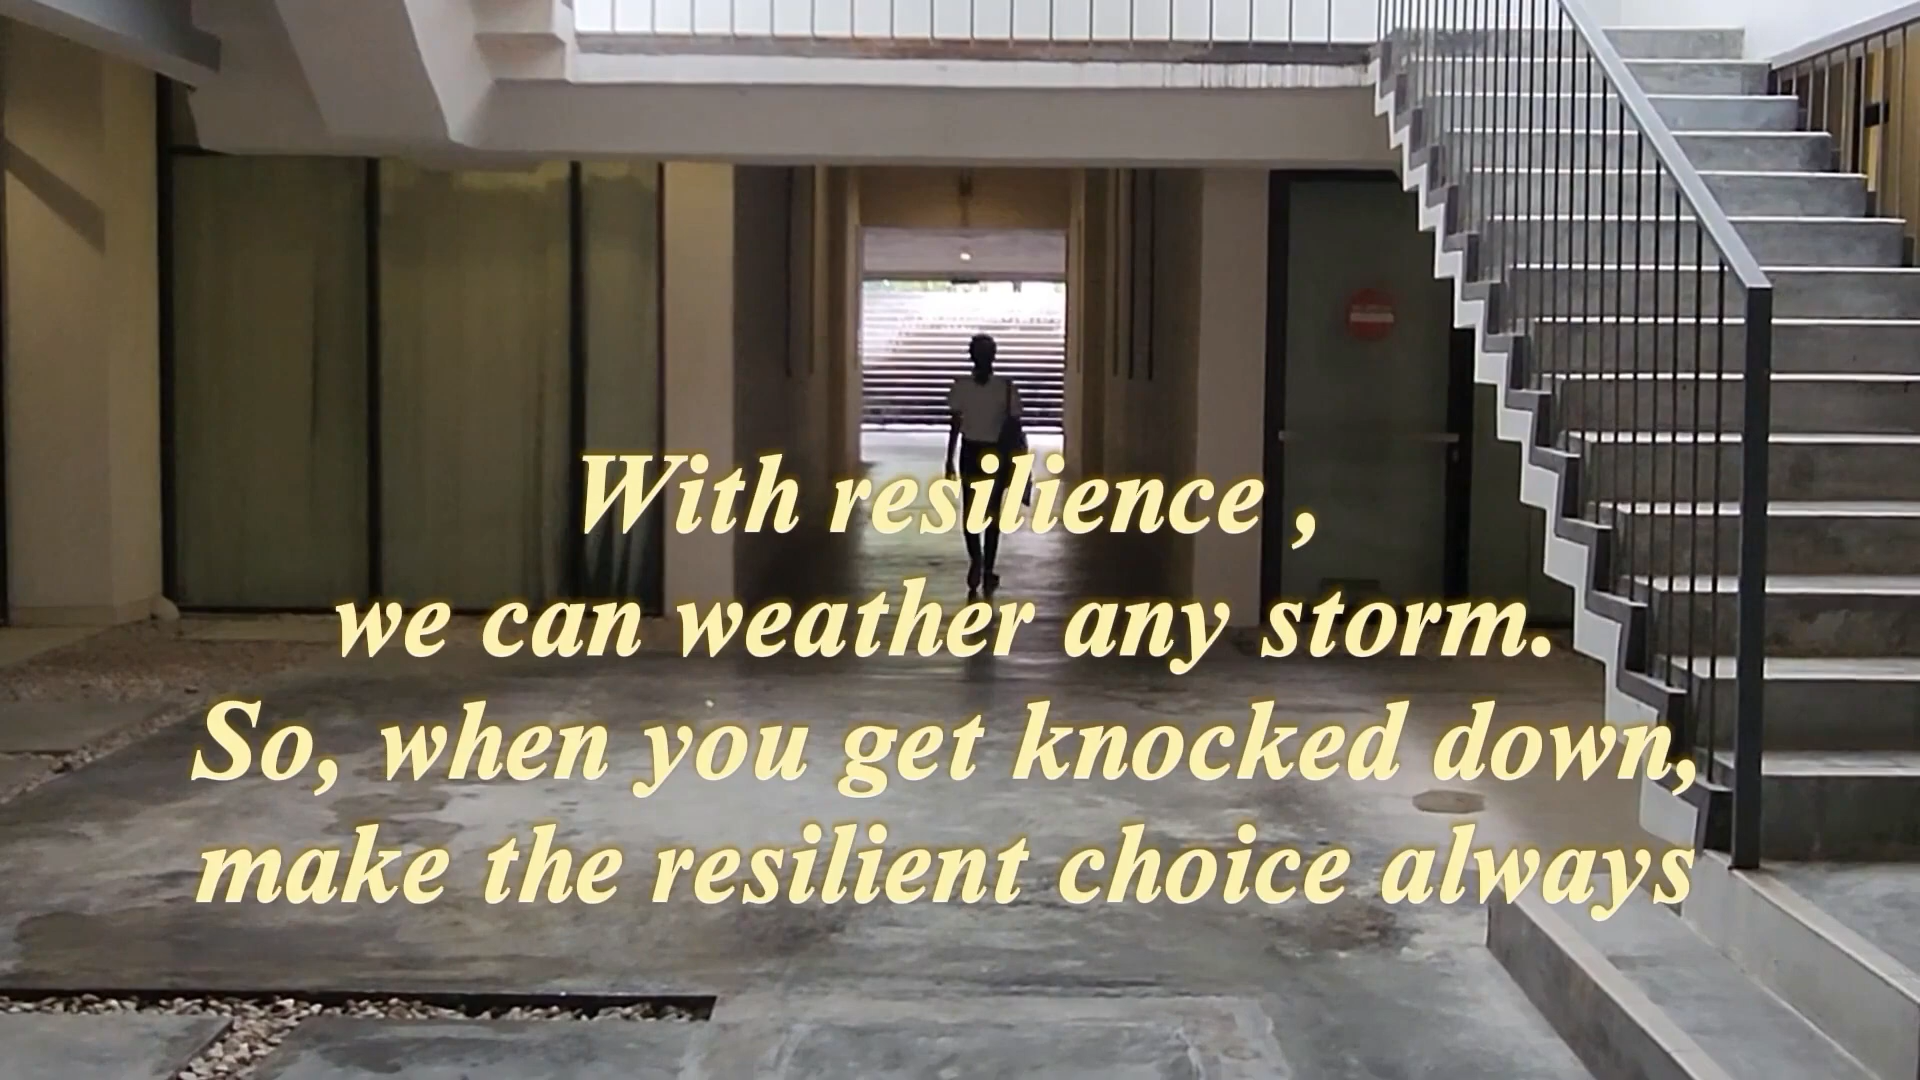 With resilience ,
we can weather any storm.
So, when you get knocked down,
make the resilient choice always